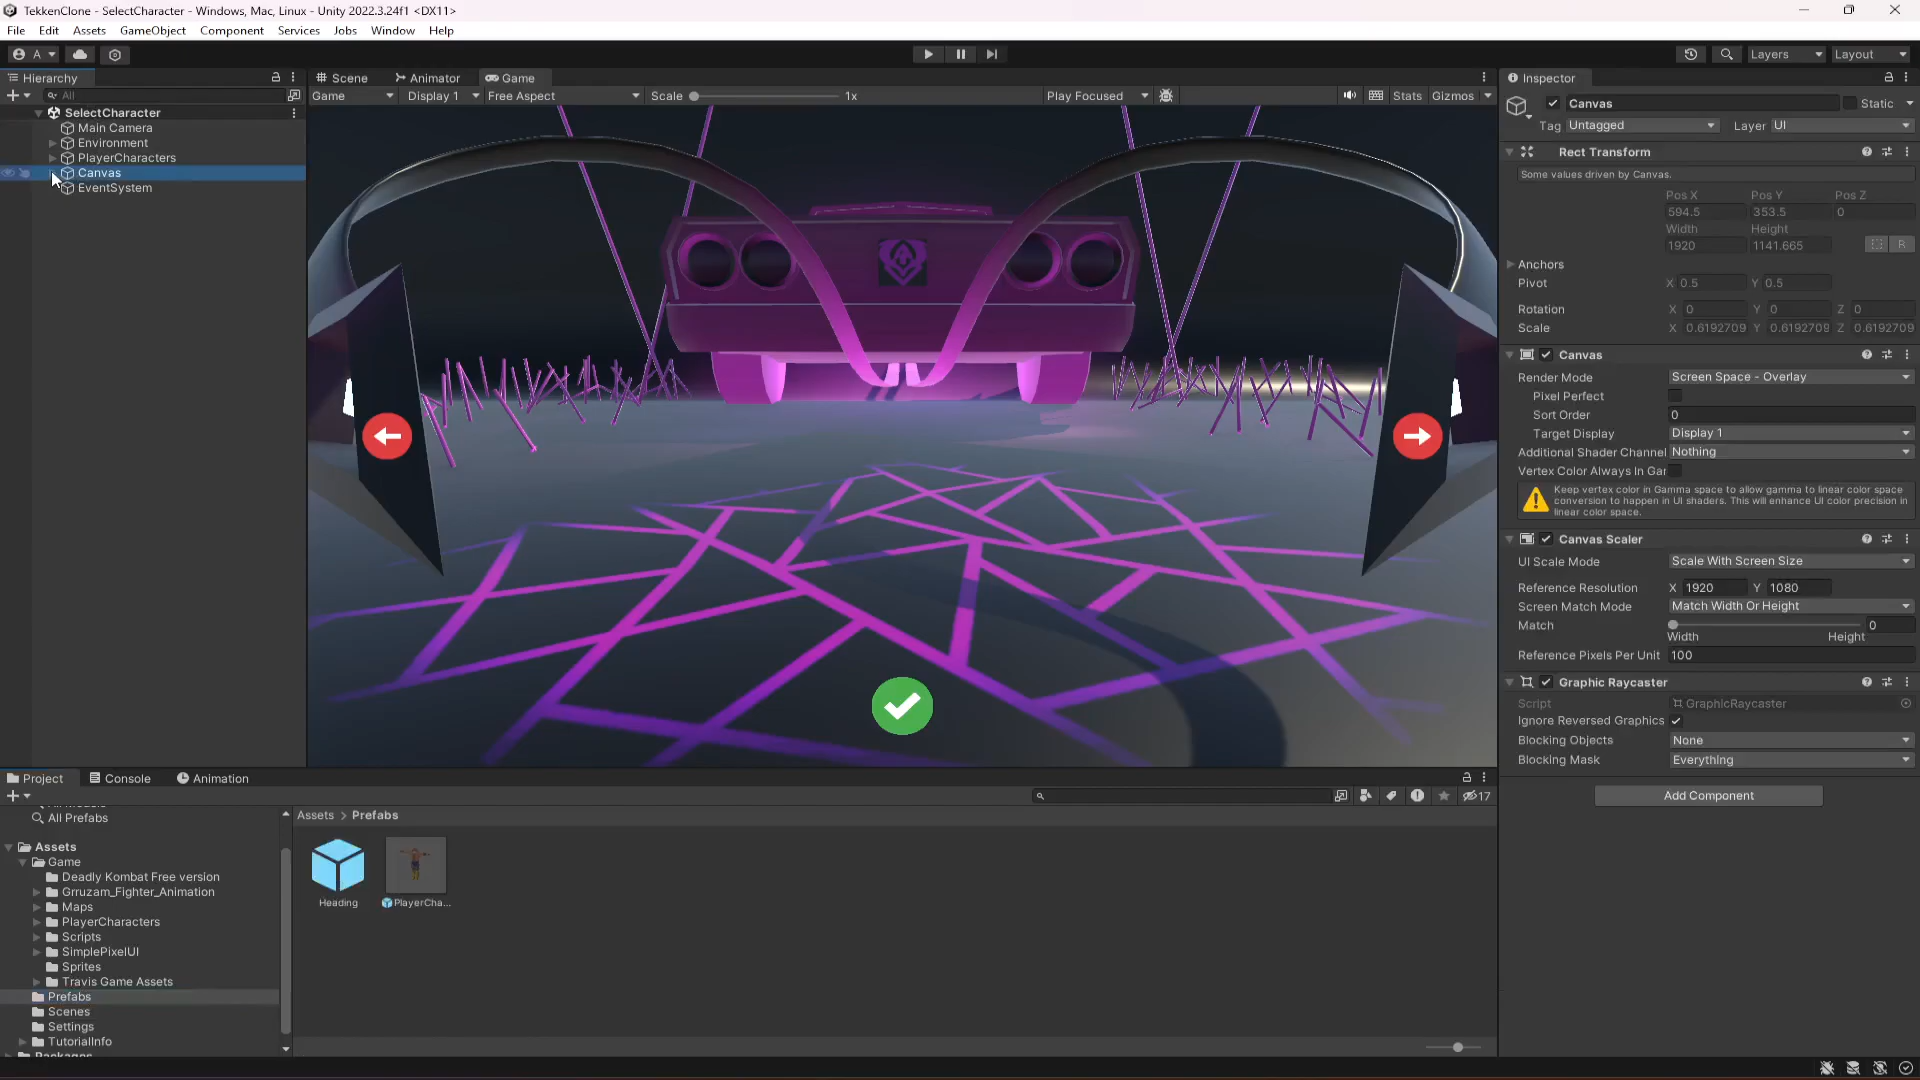 TekkenClone - SelectCharacter - Windows, Mac, Linux - Unity 2022.3.24f1 <DX11>
File Edit Assets GameObject Component Services Jobs Window Help
A Layers Layout
Hierarchy
All
SelectCharacter
Main Camera
Environment
PlayerCharacters
Canvas
EventSystem
Scene Animator Game
Game Display 1 Free Aspect Scale 1x Play Focused Stats Gizmos
Inspector
Canvas Static
Tag Untagged Layer UI
Rect Transform
Some values driven by Canvas.
Pos X Pos Y Pos Z
594.5 353.5 0
Width Height
1920 1141.665 R
Anchors
Pivot X 0.5 Y 0.5
Rotation X 0 Y 0 Z 0
Scale X 0.6192709 Y 0.6192709 Z 0.6192709
Canvas
Render Mode Screen Space - Overlay
Pixel Perfect
Sort Order 0
Target Display Display 1
Additional Shader Channel Nothing
Vertex Color Always In Gar
Keep vertex color in Gamma space to allow gamma to linear color space
conversion to happen in UI shaders. This will enhance UI color precision in
linear color space.
Canvas Scaler
UI Scale Mode Scale With Screen Size
Reference Resolution X 1920 Y 1080
Screen Match Mode Match Width Or Height
Match 0
Width Height
Reference Pixels Per Unit 100
Graphic Raycaster
Script GraphicRaycaster
Ignore Reversed Graphics
Blocking Objects None
Blocking Mask Everything
Add Component
Project Console Animation
17
All Prefabs
Assets
Game
Deadly Kombat Free version
Grruzam_Fighter_Animation
Maps
PlayerCharacters
Scripts
SimplePixelUI
Sprites
Travis Game Assets
Prefabs
Scenes
Settings
TutorialInfo
Packages
Assets > Prefabs
Heading PlayerCha...